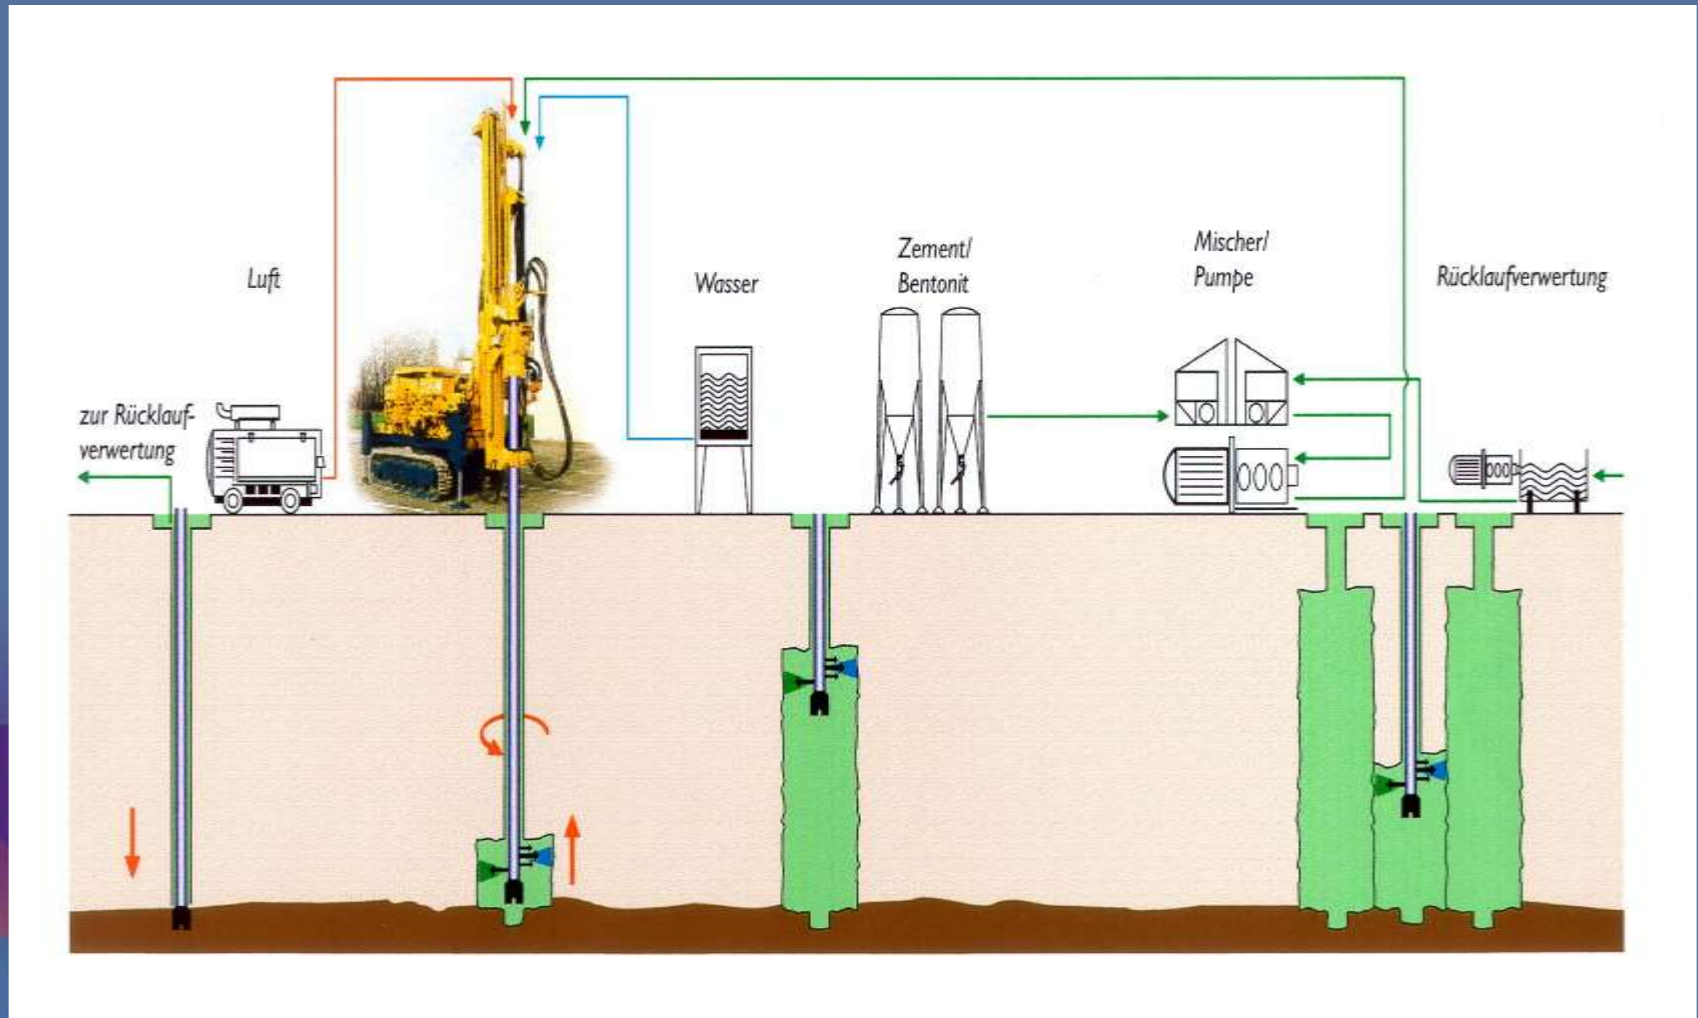 Luft
Wasser
Zement/
Bentonit
Mischer/
Pumpe
Rücklaufverwertung
zur Rücklauf-
verwertung